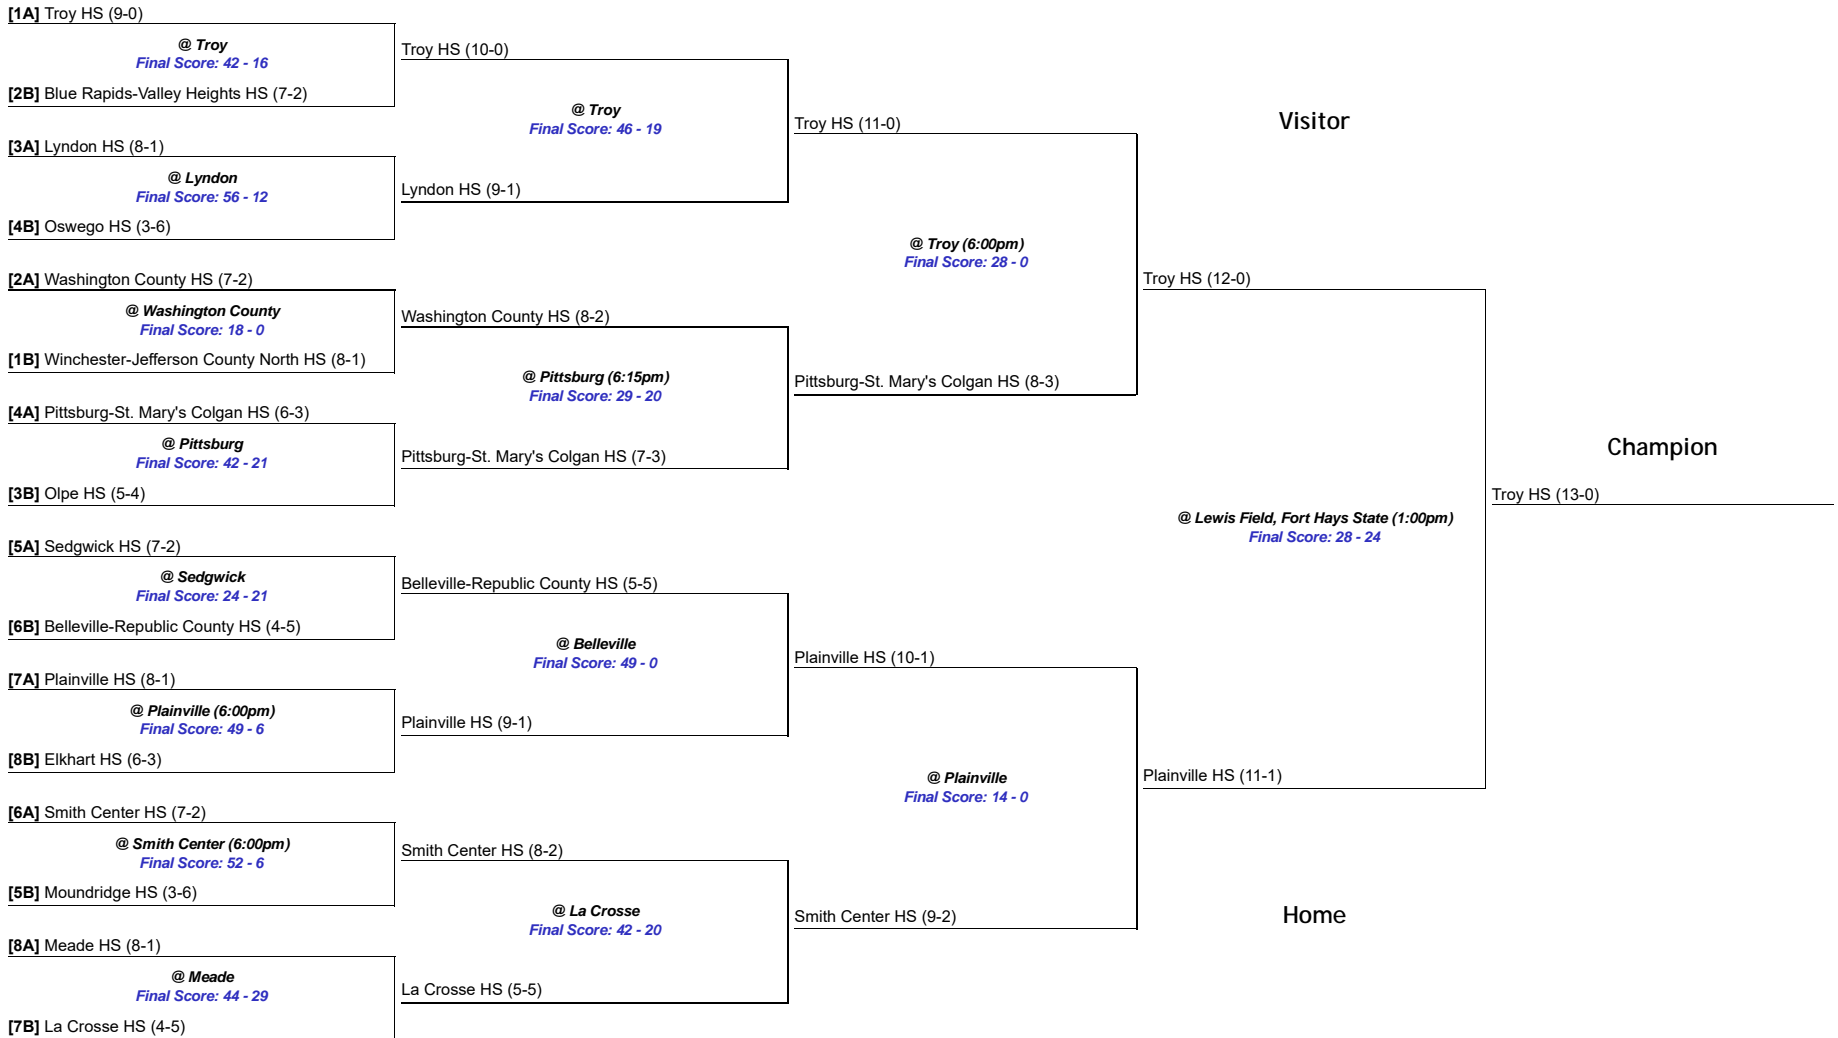 [1A] Troy HS (9-0)
@ Troy
Final Score: 42 - 16
[2B] Blue Rapids-Valley Heights HS (7-2)
[3A] Lyndon HS (8-1)
@ Lyndon
Final Score: 56 - 12
[4B] Oswego HS (3-6)
[2A] Washington County HS (7-2)
@ Washington County
Final Score: 18 - 0
[1B] Winchester-Jefferson County North HS (8-1)
[4A] Pittsburg-St. Mary's Colgan HS (6-3)
@ Pittsburg
Final Score: 42 - 21
[3B] Olpe HS (5-4)
[5A] Sedgwick HS (7-2)
@ Sedgwick
Final Score: 24 - 21
[6B] Belleville-Republic County HS (4-5)
[7A] Plainville HS (8-1)
@ Plainville (6:00pm)
Final Score: 49 - 6
[8B] Elkhart HS (6-3)
[6A] Smith Center HS (7-2)
@ Smith Center (6:00pm)
Final Score: 52 - 6
[5B] Moundridge HS (3-6)
[8A] Meade HS (8-1)
@ Meade
Final Score: 44 - 29
[7B] La Crosse HS (4-5)
Troy HS (10-0)
@ Troy
Final Score: 46 - 19
Lyndon HS (9-1)
Washington County HS (8-2)
@ Pittsburg (6:15pm)
Final Score: 29 - 20
Pittsburg-St. Mary's Colgan HS (7-3)
Belleville-Republic County HS (5-5)
@ Belleville
Final Score: 49 - 0
Plainville HS (9-1)
Smith Center HS (8-2)
@ La Crosse
Final Score: 42 - 20
La Crosse HS (5-5)
Troy HS (11-0)
@ Troy (6:00pm)
Final Score: 28 - 0
Pittsburg-St. Mary's Colgan HS (8-3)
Plainville HS (10-1)
@ Plainville
Final Score: 14 - 0
Smith Center HS (9-2)
Visitor
Troy HS (12-0)
@ Lewis Field, Fort Hays State (1:00pm)
Final Score: 28 - 24
Plainville HS (11-1)
Home
Champion
Troy HS (13-0)